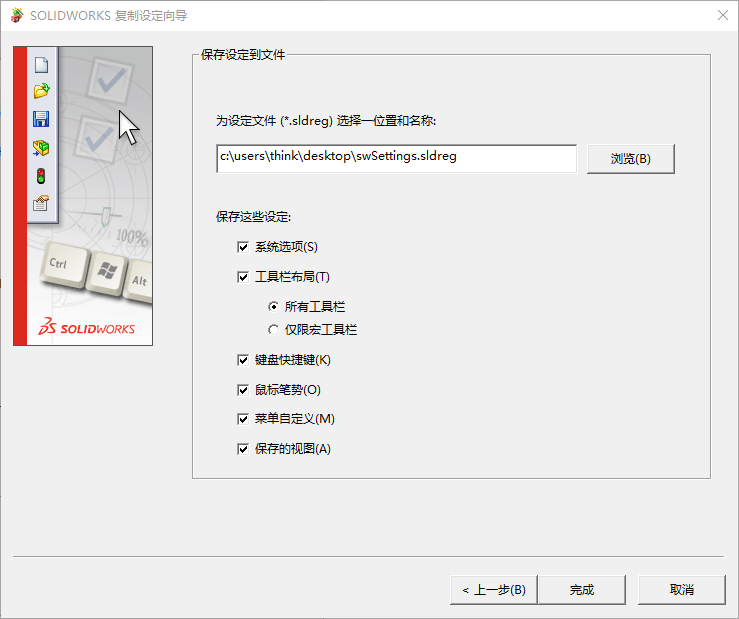 SOLIDWORKS 复制设定向导
保存设定到文件
为设定文件 (*.sldreg) 选择一位置和名称:
c:\users\think\desktop\swSettings.sldreg
浏览(B)
保存这些设定:
系统选项(S)
工具栏布局(T)
所有工具栏
仅限宏工具栏
键盘快捷键(K)
鼠标笔势(O)
菜单自定义(M)
保存的视图(A)
100%
Ctrl
Alt
SOLIDWORKS
< 上一步(B)
完成
取消